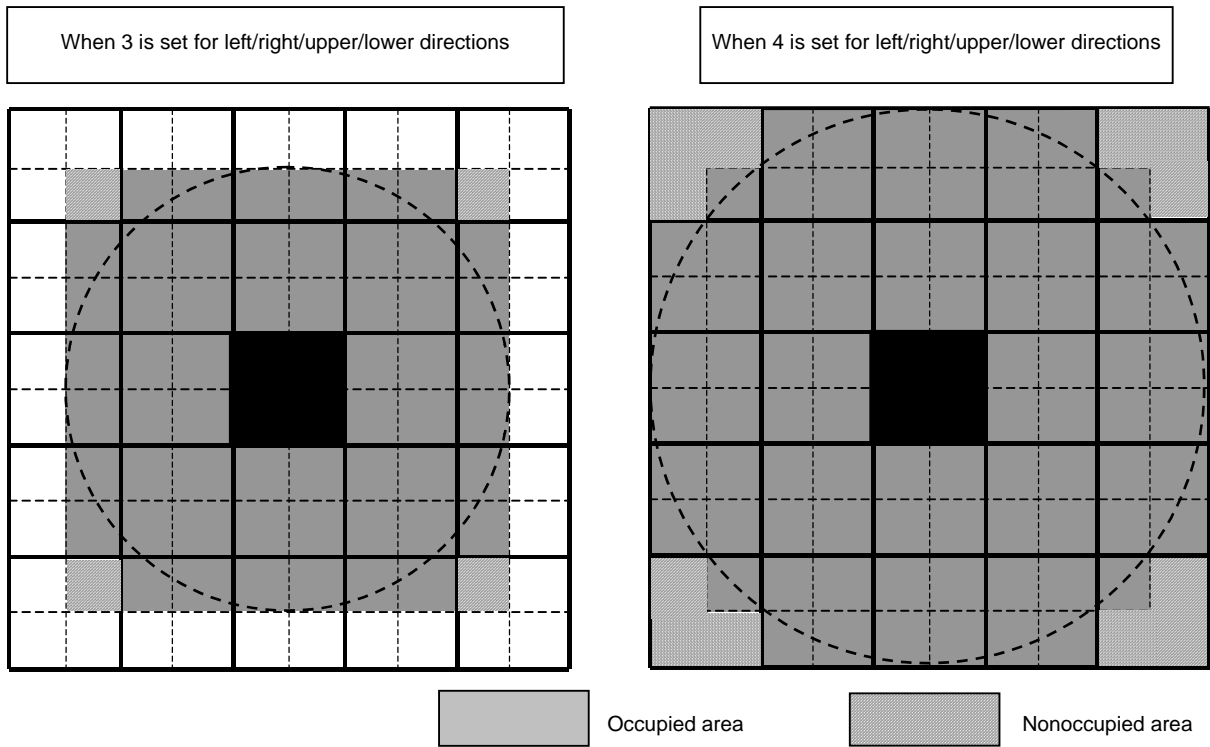 When 3 is set for left/right/upper/lower directions
When 4 is set for left/right/upper/lower directions
Occupied area
Nonoccupied area